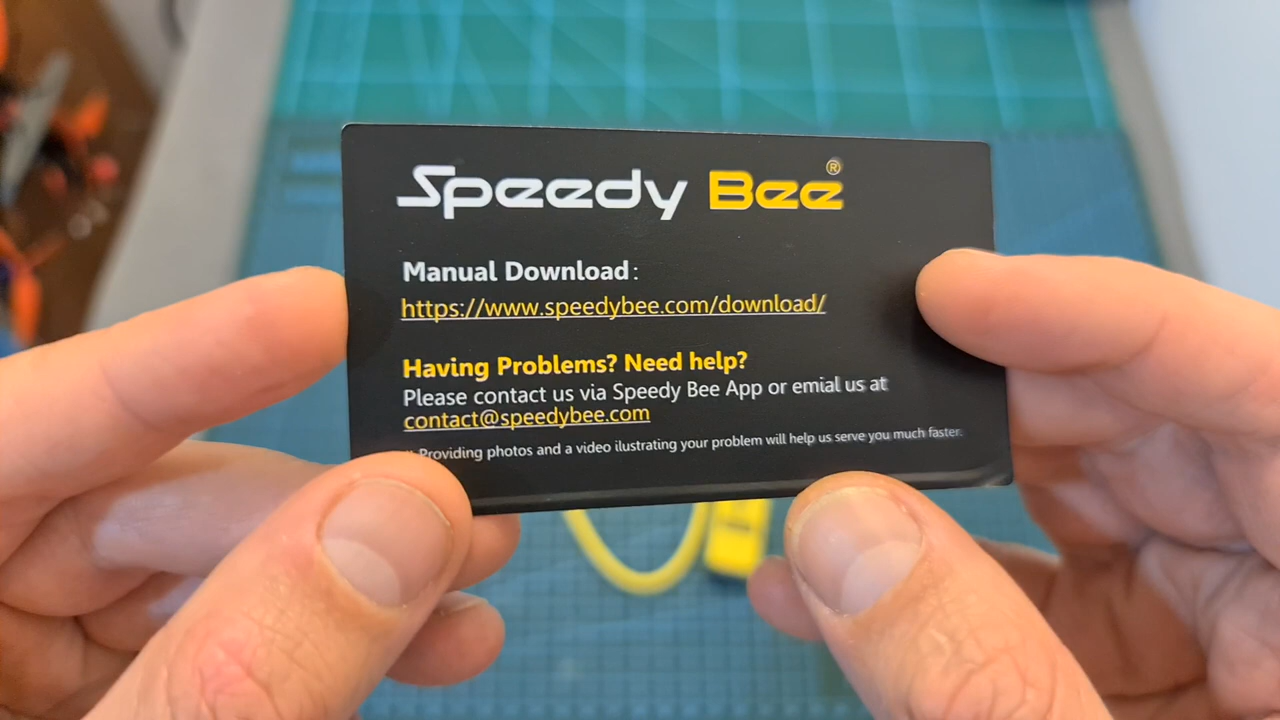 Speedy Bee®
Manual Download:
https://www.speedybee.com/download/
Having Problems? Need help?
Please contact us via Speedy Bee App or emial us at
contact@speedybee.com
Providing photos and a video ilustrating your problem will help us serve you much faster.